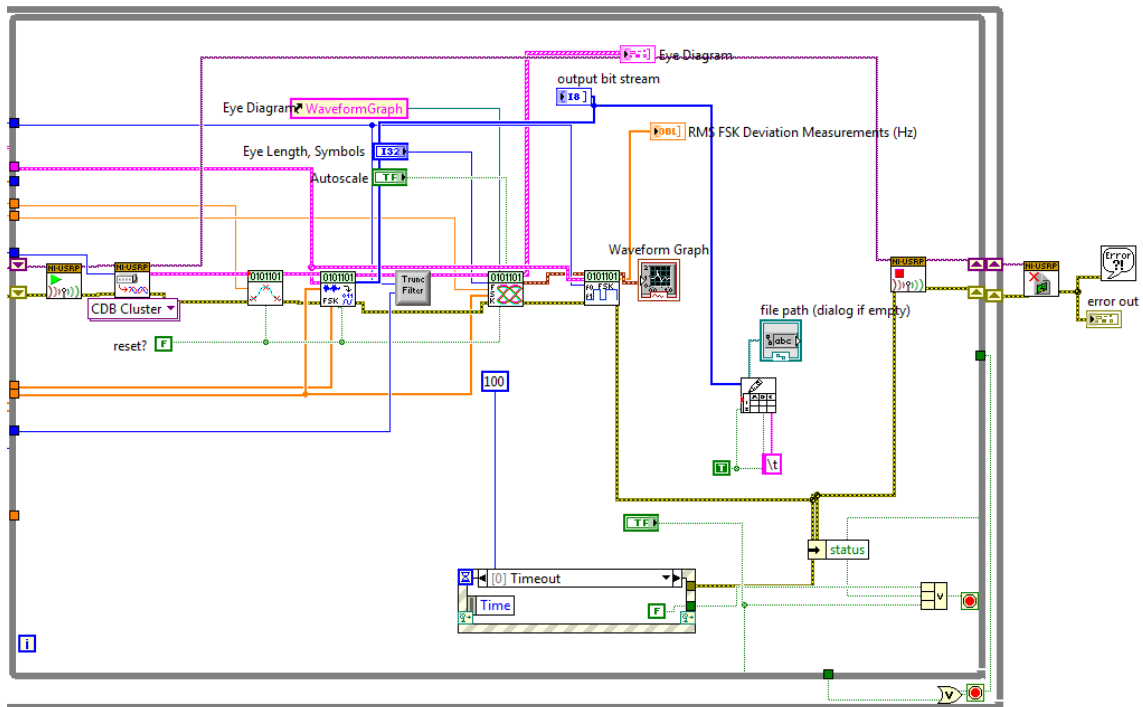 Eye Diagram
output bit stream
I8
Eye Diagram
WaveformGraph
DBL
RMS FSK Deviation Measurements (Hz)
Eye Length, Symbols
I32
Autoscale
TF
Waveform Graph
NI-USRP
NI-USRP
0101101
0101101
FSK
Trunc
Filter
0101101
FSK
0101101
FSK
NI-USRP
NI-USRP
Error
?!
CDB Cluster
error out
file path (dialog if empty)
abc
reset?
F
100
T
\t
TF
status
[0] Timeout
Time
F
v
i
v